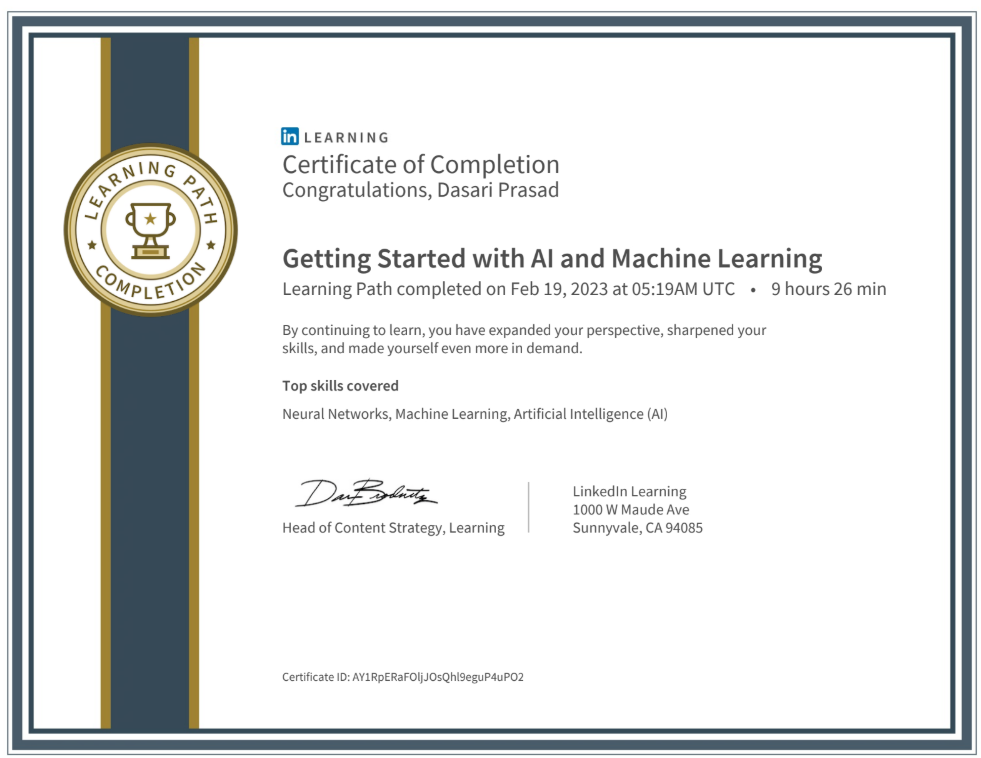 LEARNING PATH
COMPLETION
in LEARNING
Certificate of Completion
Congratulations, Dasari Prasad
Getting Started with AI and Machine Learning
Learning Path completed on Feb 19, 2023 at 05:19AM UTC • 9 hours 26 min
By continuing to learn, you have expanded your perspective, sharpened your
skills, and made yourself even more in demand.
Top skills covered
Neural Networks, Machine Learning, Artificial Intelligence (AI)
Head of Content Strategy, Learning
LinkedIn Learning
1000 W Maude Ave
Sunnyvale, CA 94085
Certificate ID: AY1RpERaFOljJOsQhl9eguP4uPO2